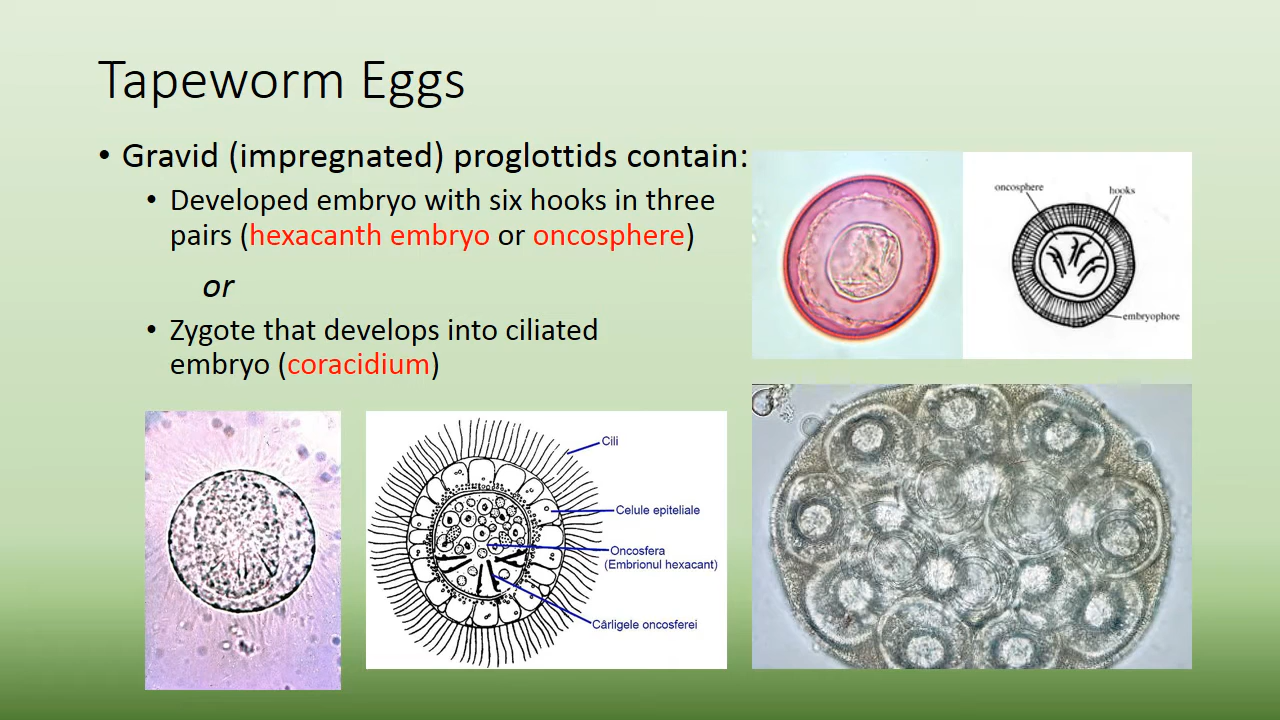 Tapeworm Eggs
• Gravid (impregnated) proglottids contain:
• Developed embryo with six hooks in three
pairs (hexacanth embryo or oncosphere)
or
• Zygote that develops into ciliated
embryo (coracidium)
oncosphere
hooks
embryophore
Cili
Celule epiteliale
Oncosfera
(Embrionul hexacant)
Cârligele oncosferei